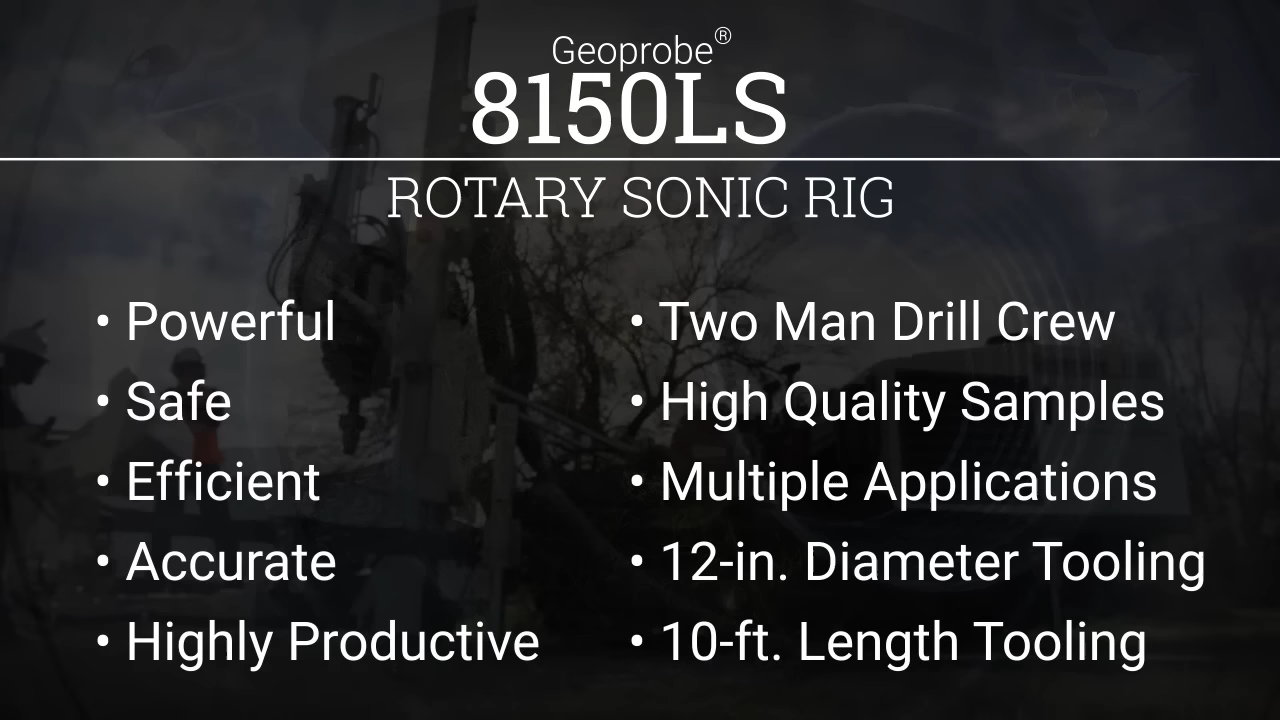 Geoprobe®
8150LS
ROTARY SONIC RIG
• Powerful
• Safe
• Efficient
• Accurate
• Highly Productive
• Two Man Drill Crew
• High Quality Samples
• Multiple Applications
• 12-in. Diameter Tooling
• 10-ft. Length Tooling